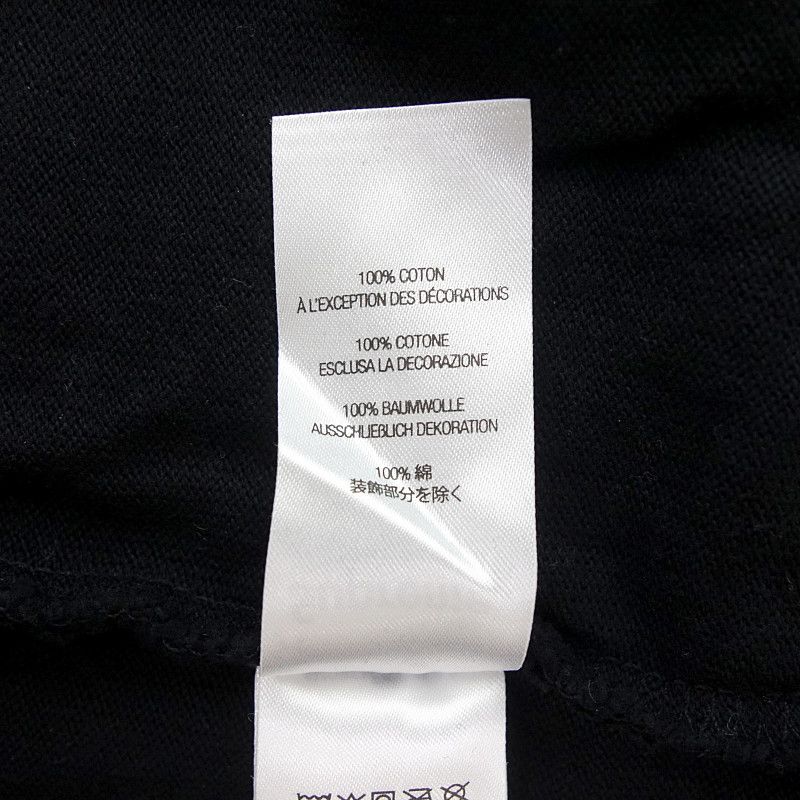 100% COTON
À L'EXCEPTION DES DÉCORATIONS
100% COTONE
ESCLUSA LA DECORAZIONE
100% BAUMWOLLE
AUSSCHLIEBLICH DEKORATION
100% 綿
装飾部分を除く